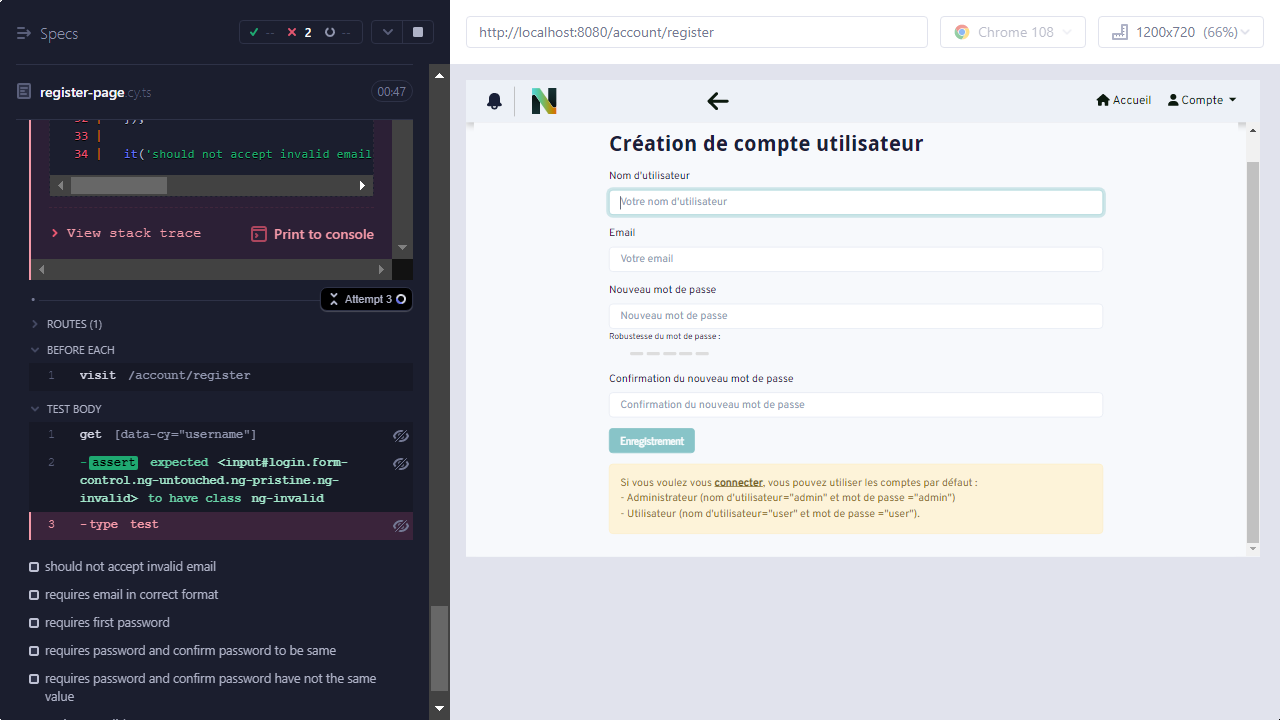 Specs
-- 2 --
register-page.cy.ts
00:47
32 | });
33 |
34 | it('should not accept invalid email
View stack trace
Print to console
Attempt 3
ROUTES (1)
BEFORE EACH
1 visit /account/register
TEST BODY
1 get [data-cy="username"]
2 -assert expected <input#login.form-
control.ng-untouched.ng-pristine.ng-
invalid> to have class ng-invalid
3 -type test
should not accept invalid email
requires email in correct format
requires first password
requires password and confirm password to be same
requires password and confirm password have not the same
value
http://localhost:8080/account/register
Chrome 108
1200x720 (66%)
Accueil
Compte
Création de compte utilisateur
Nom d'utilisateur
Votre nom d'utilisateur
Email
Votre email
Nouveau mot de passe
Nouveau mot de passe
Robustesse du mot de passe :
Confirmation du nouveau mot de passe
Confirmation du nouveau mot de passe
Enregistrement
Si vous voulez vous connecter, vous pouvez utiliser les comptes par défaut :
- Administrateur (nom d'utilisateur="admin" et mot de passe ="admin")
- Utilisateur (nom d'utilisateur="user" et mot de passe ="user").